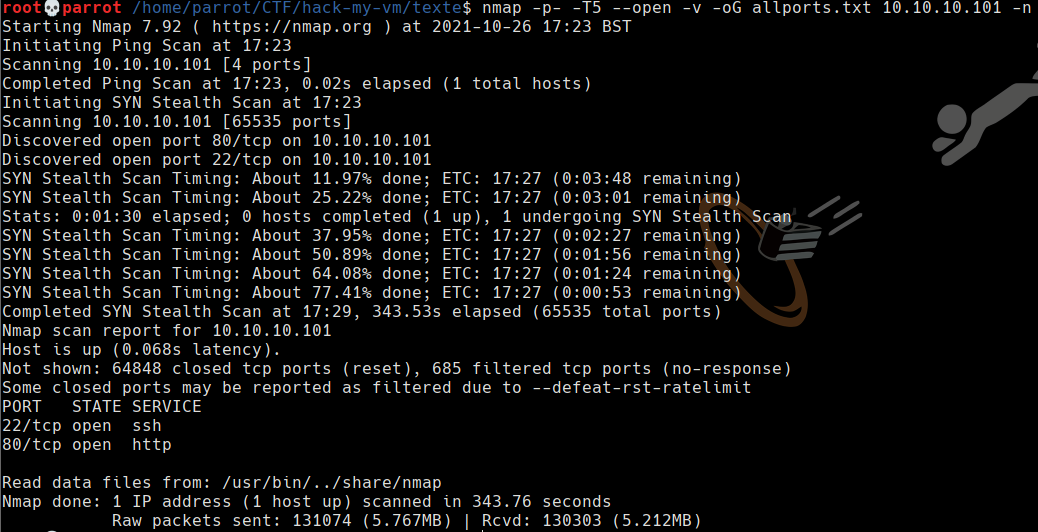 root💀parrot /home/parrot/CTF/hack-my-vm/texte$ nmap -p- -T5 --open -v -oG allports.txt 10.10.10.101 -n
Starting Nmap 7.92 ( https://nmap.org ) at 2021-10-26 17:23 BST
Initiating Ping Scan at 17:23
Scanning 10.10.10.101 [4 ports]
Completed Ping Scan at 17:23, 0.02s elapsed (1 total hosts)
Initiating SYN Stealth Scan at 17:23
Scanning 10.10.10.101 [65535 ports]
Discovered open port 80/tcp on 10.10.10.101
Discovered open port 22/tcp on 10.10.10.101
SYN Stealth Scan Timing: About 11.97% done; ETC: 17:27 (0:03:48 remaining)
SYN Stealth Scan Timing: About 25.22% done; ETC: 17:27 (0:03:01 remaining)
Stats: 0:01:30 elapsed; 0 hosts completed (1 up), 1 undergoing SYN Stealth Scan
SYN Stealth Scan Timing: About 37.95% done; ETC: 17:27 (0:02:27 remaining)
SYN Stealth Scan Timing: About 50.89% done; ETC: 17:27 (0:01:56 remaining)
SYN Stealth Scan Timing: About 64.08% done; ETC: 17:27 (0:01:24 remaining)
SYN Stealth Scan Timing: About 77.41% done; ETC: 17:27 (0:00:53 remaining)
Completed SYN Stealth Scan at 17:29, 343.53s elapsed (65535 total ports)
Nmap scan report for 10.10.10.101
Host is up (0.068s latency).
Not shown: 64848 closed tcp ports (reset), 685 filtered tcp ports (no-response)
Some closed ports may be reported as filtered due to --defeat-rst-ratelimit
PORT   STATE SERVICE
22/tcp open  ssh
80/tcp open  http

Read data files from: /usr/bin/../share/nmap
Nmap done: 1 IP address (1 host up) scanned in 343.76 seconds
           Raw packets sent: 131074 (5.767MB) | Rcvd: 130303 (5.212MB)